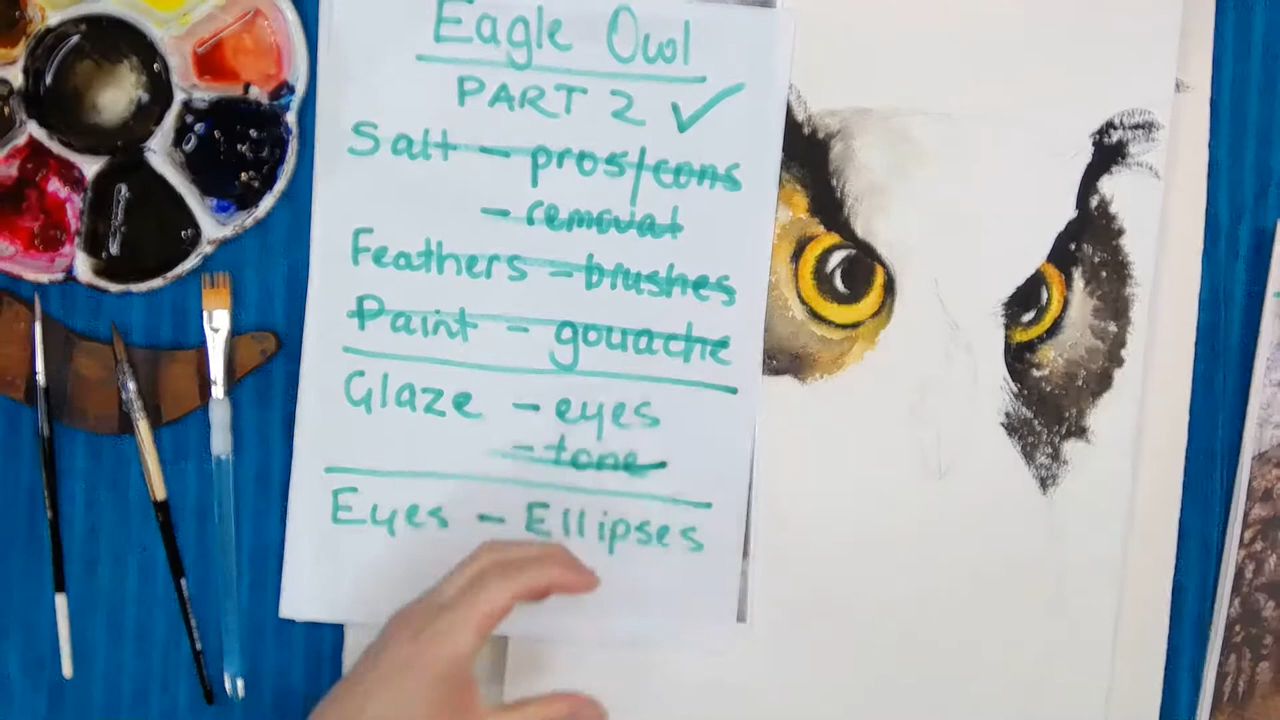 Eagle Owl
PART 2 ✓
Salt - pros/cons
- removal
Feathers - brushes
Paint - gouache
Glaze - eyes
- tone
Eyes - Ellipses